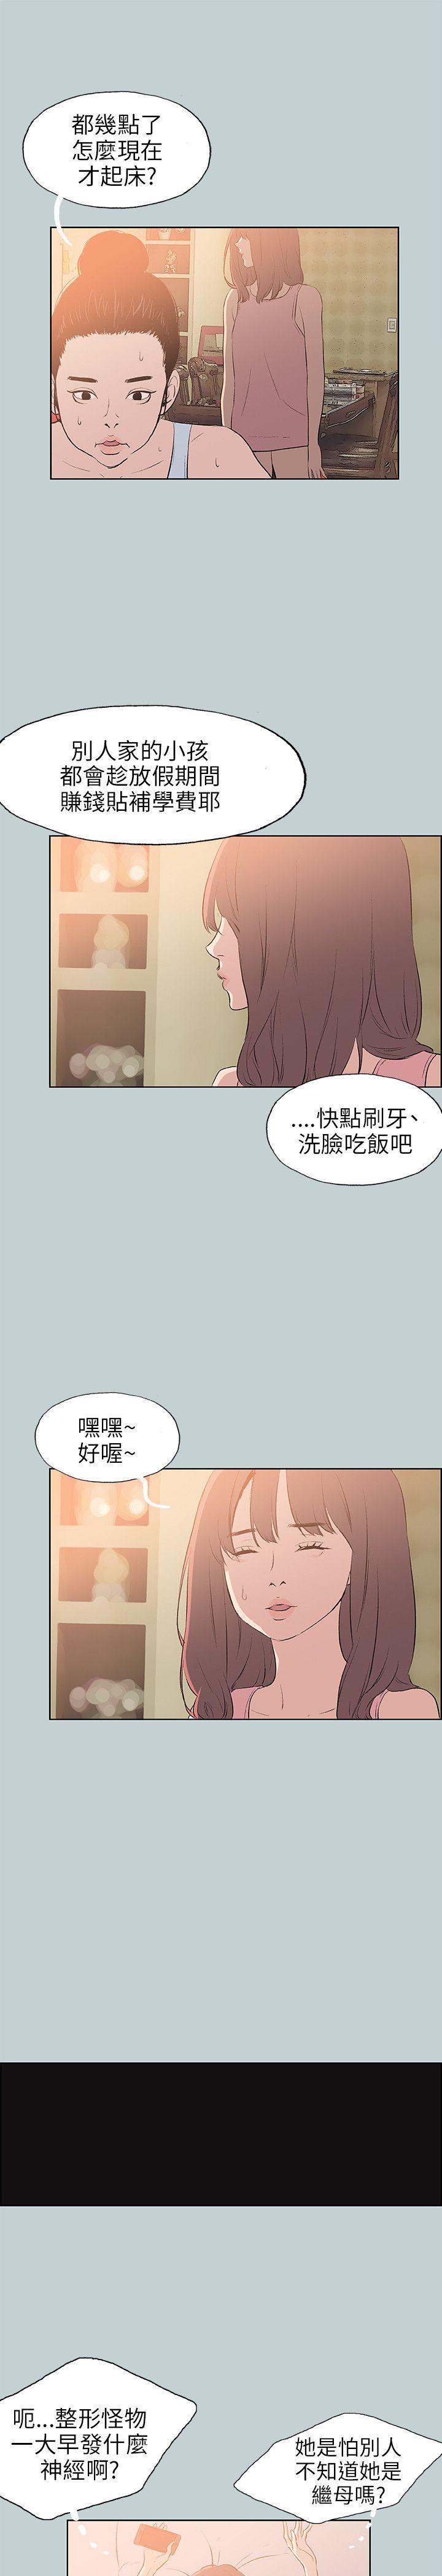 都幾點了
怎麼現在
才起床?
別人家的小孩
都會趁放假期間
賺錢貼補學費耶
....快點刷牙、
洗臉吃飯吧
嘿嘿~
好喔~
呃...整形怪物
一大早發什麼
神經啊?
她是怕別人
不知道她是
繼母嗎?